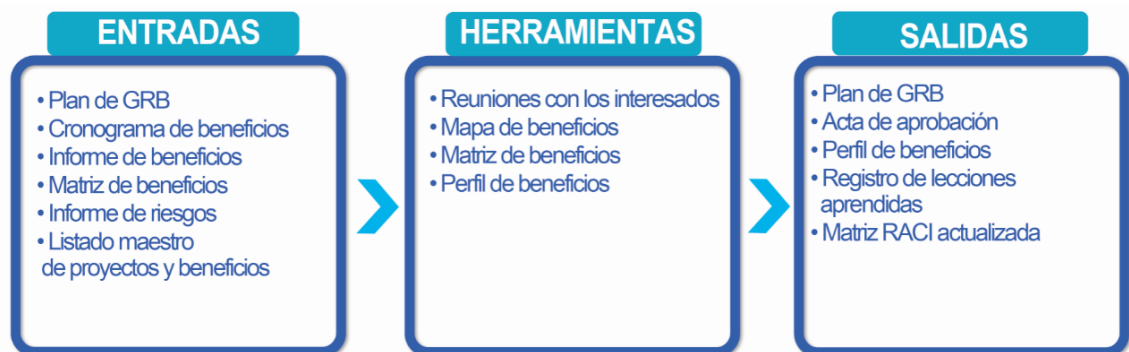 ENTRADAS
• Plan de GRB
• Cronograma de beneficios
• Informe de beneficios
• Matriz de beneficios
• Informe de riesgos
• Listado maestro
de proyectos y beneficios
HERRAMIENTAS
• Reuniones con los interesados
• Mapa de beneficios
• Matriz de beneficios
• Perfil de beneficios
SALIDAS
• Plan de GRB
• Acta de aprobación
• Perfil de beneficios
• Registro de lecciones
aprendidas
• Matriz RACI actualizada